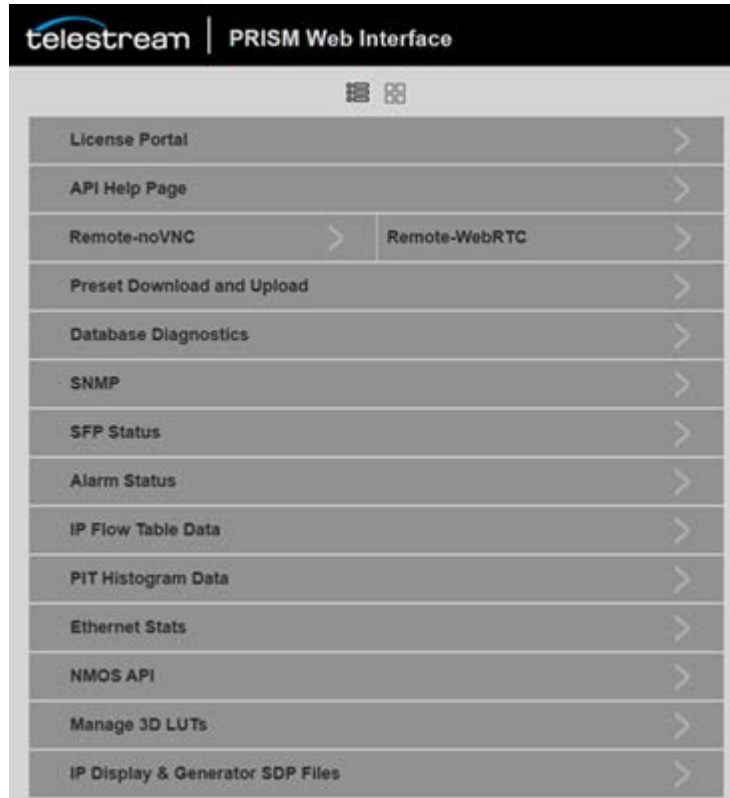 telestream | PRISM Web Interface
License Portal
API Help Page
Remote-noVNC
Remote-WebRTC
Preset Download and Upload
Database Diagnostics
SNMP
SFP Status
Alarm Status
IP Flow Table Data
PIT Histogram Data
Ethernet Stats
NMOS API
Manage 3D LUTs
IP Display & Generator SDP Files